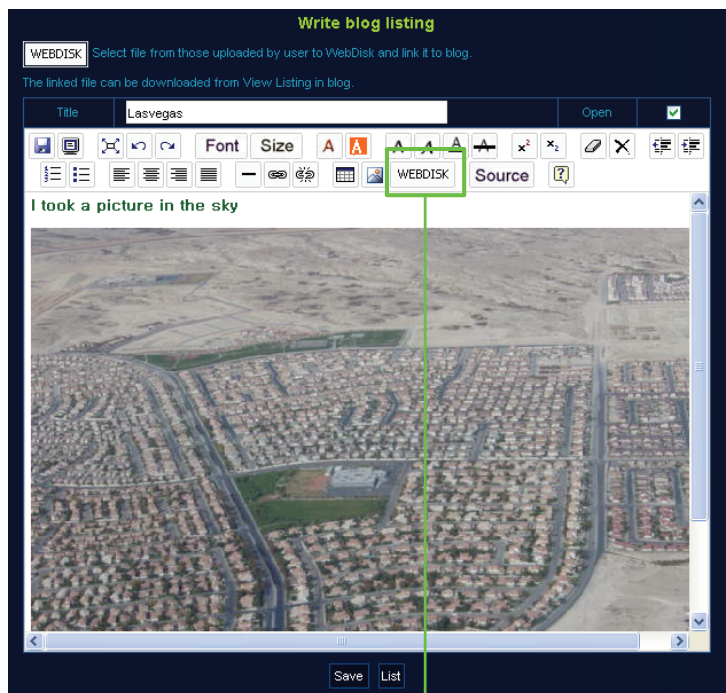 Write blog listing
WEBDISK Select file from those uploaded by user to WebDisk and link it to blog.
The linked file can be downloaded from View Listing in blog.
Title Lasvegas Open
Font Size A A A A A A x² x₂
WEBDISK Source ?
I took a picture in the sky
Save List